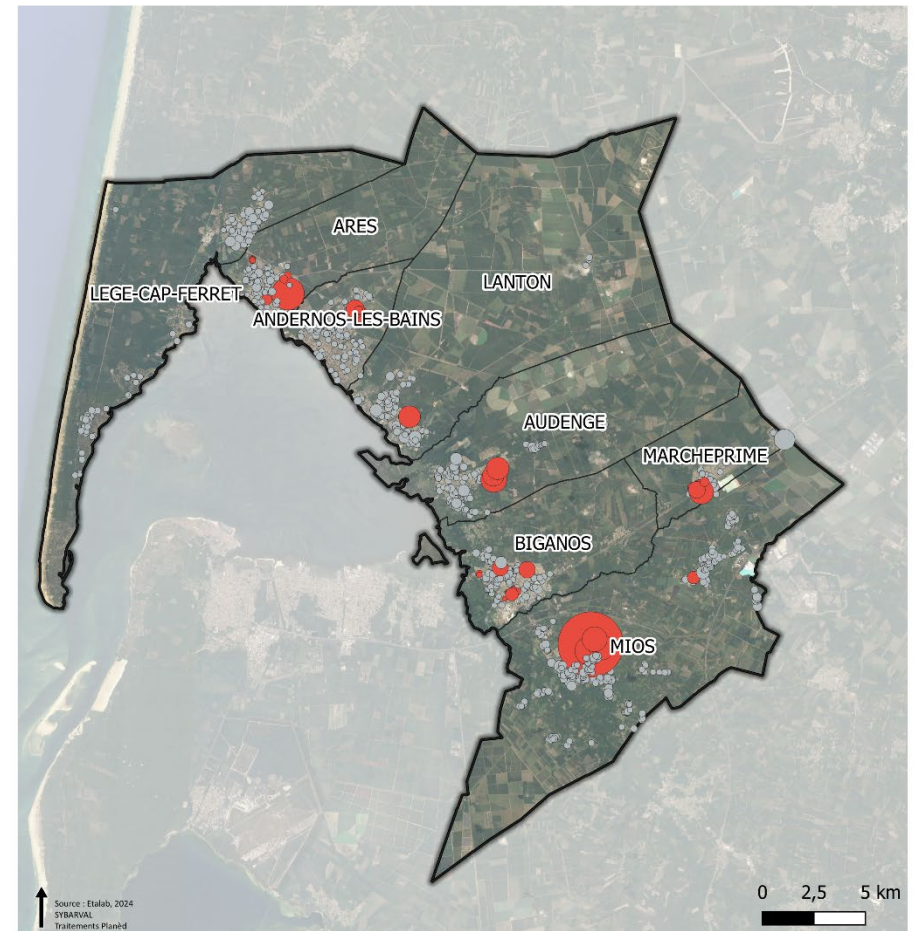 ARES
LANTON
LEGE-CAP-FERRET
ANDERNOS-LES-BAINS
AUDENGE
MARCHEPRIME
BIGANOS
MIOS
Source : Etalab, 2024
SYBARVAL
Traitements Planèd
0 2,5 5 km